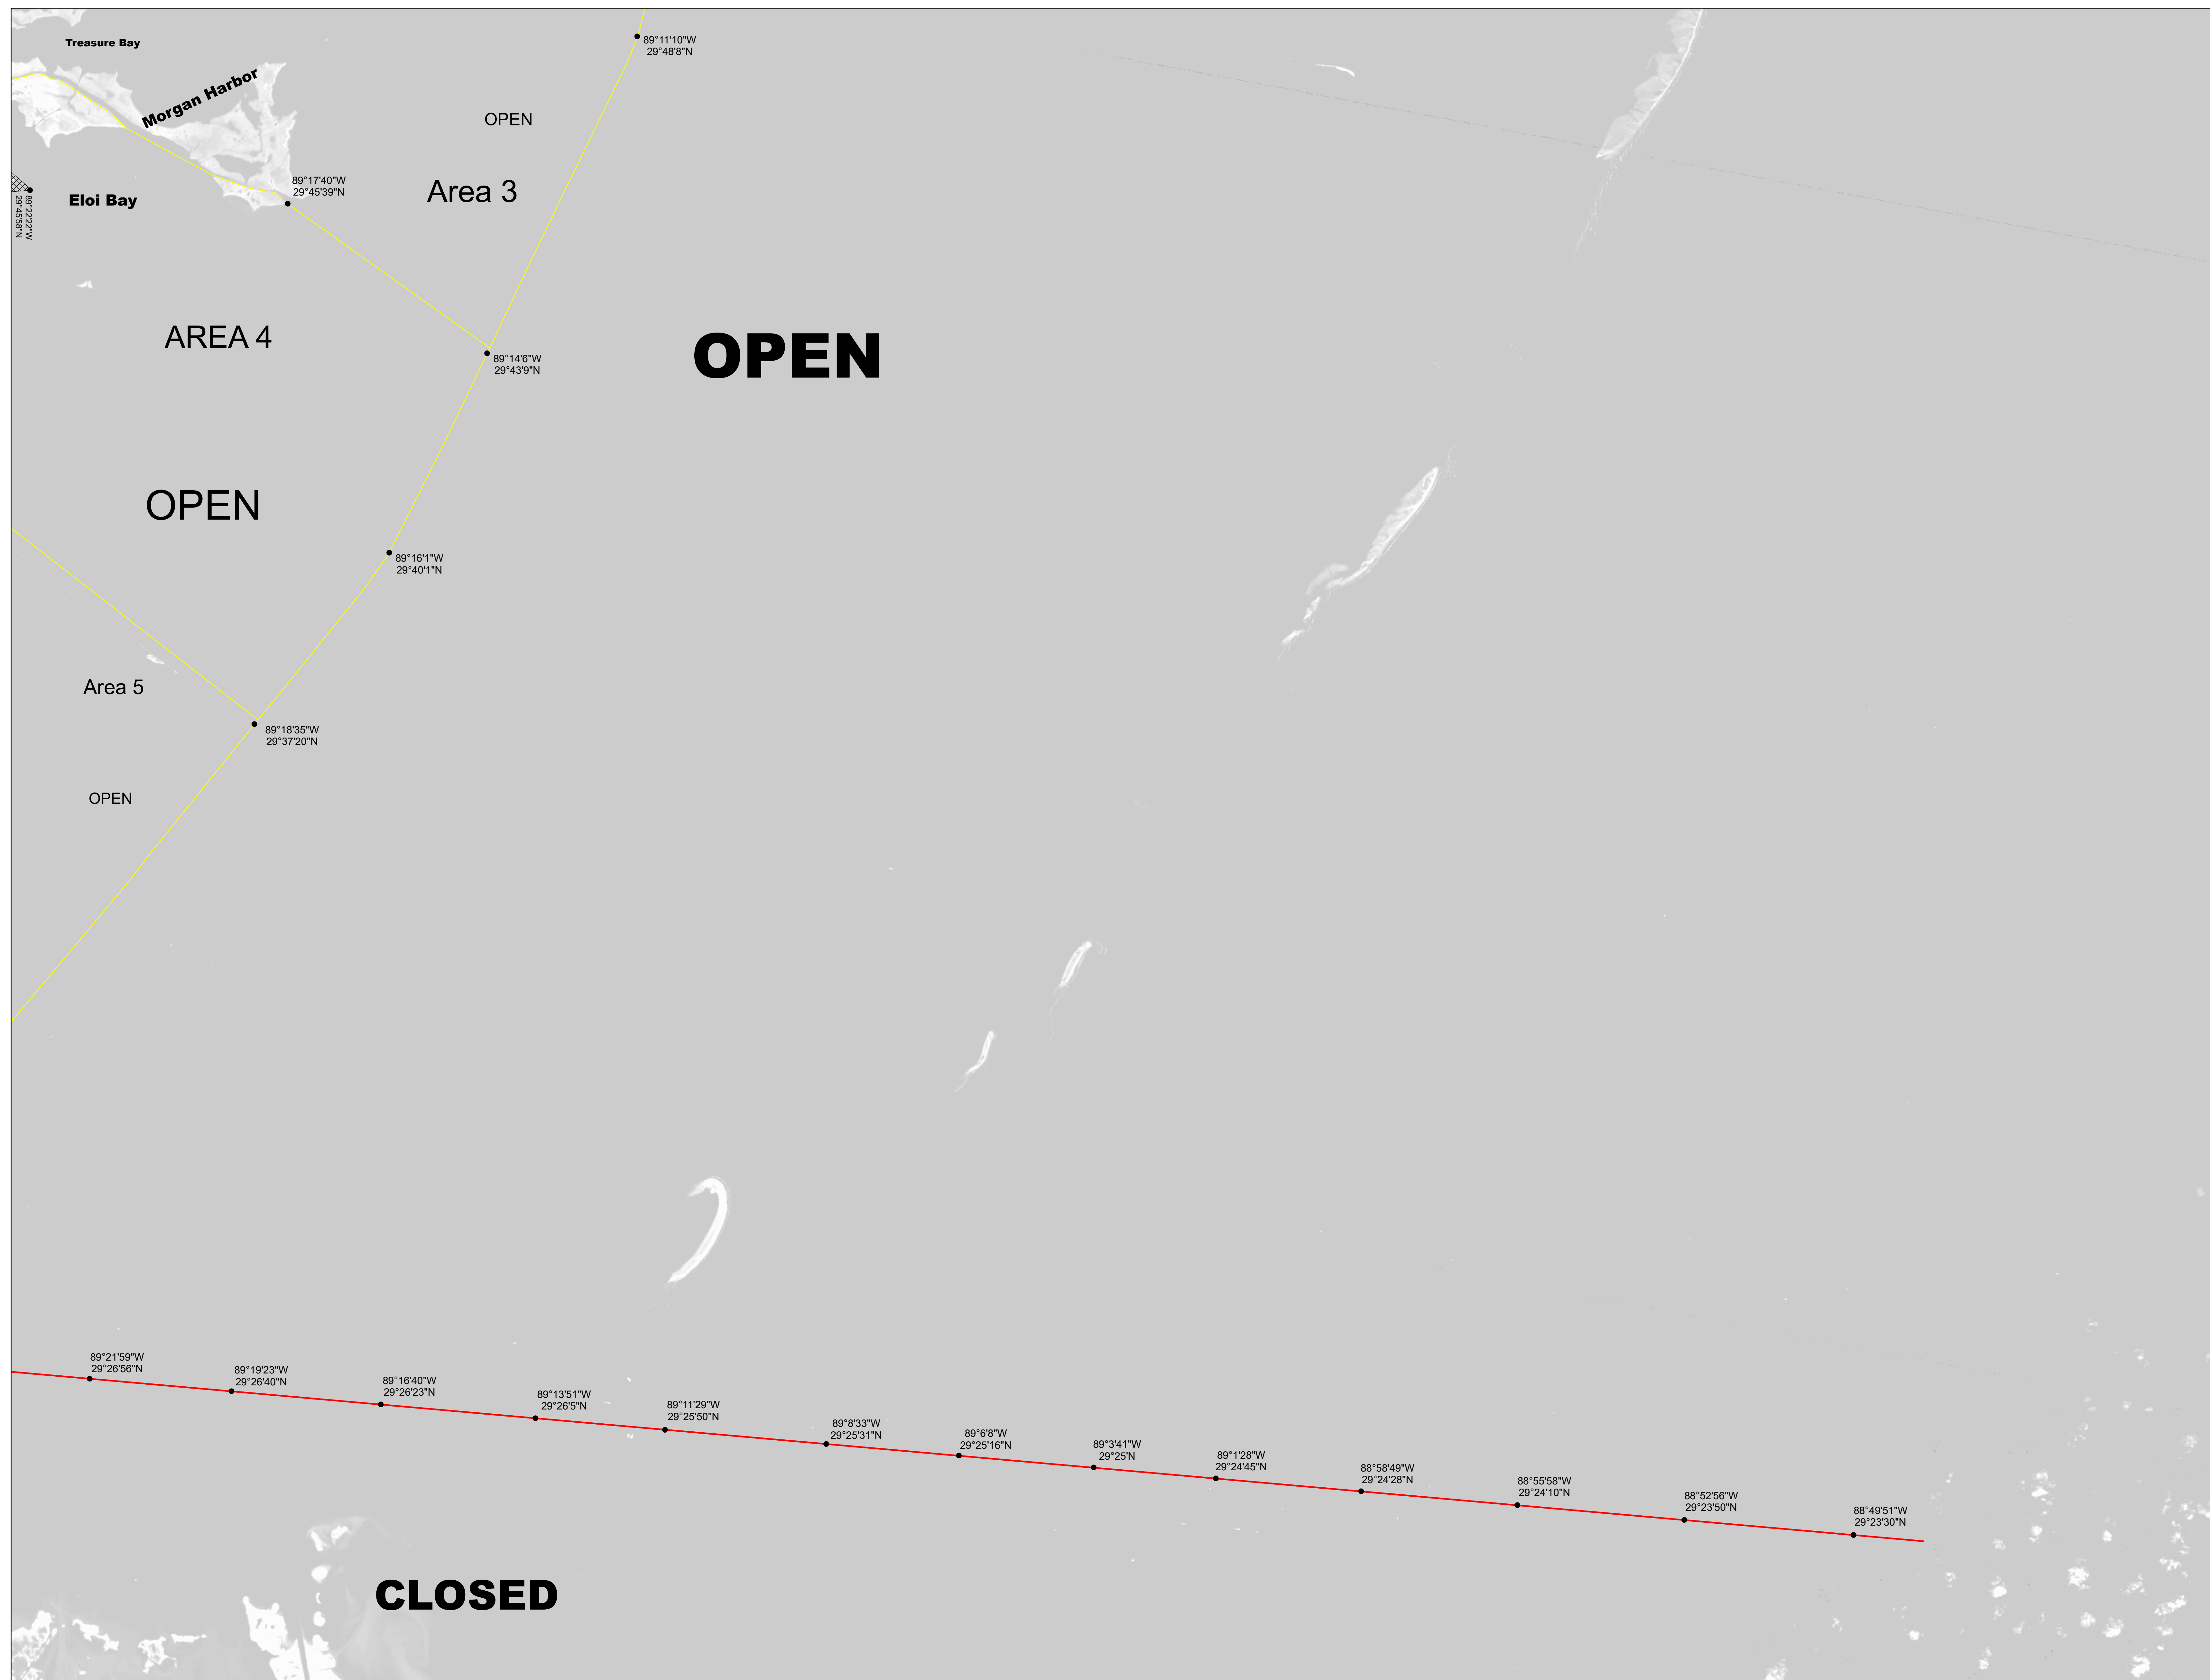 Treasure Bay
89°11'10"W
29°48'8"N
Morgan Harbor
OPEN
Area 3
89°17'40"W
29°45'39"N
Eloi Bay
89°22'22"W
29°45'58"N
AREA 4
OPEN
89°14'6"W
29°43'9"N
OPEN
89°16'1"W
29°40'1"N
Area 5
89°18'35"W
29°37'20"N
OPEN
89°21'59"W
29°26'56"N
89°19'23"W
29°26'40"N
89°16'40"W
29°26'23"N
89°13'51"W
29°26'5"N
89°11'29"W
29°25'50"N
89°8'33"W
29°25'31"N
89°6'8"W
29°25'16"N
89°3'41"W
29°25'N
89°1'28"W
29°24'45"N
88°58'49"W
29°24'28"N
88°55'58"W
29°24'10"N
88°52'56"W
29°23'50"N
88°49'51"W
29°23'30"N
CLOSED